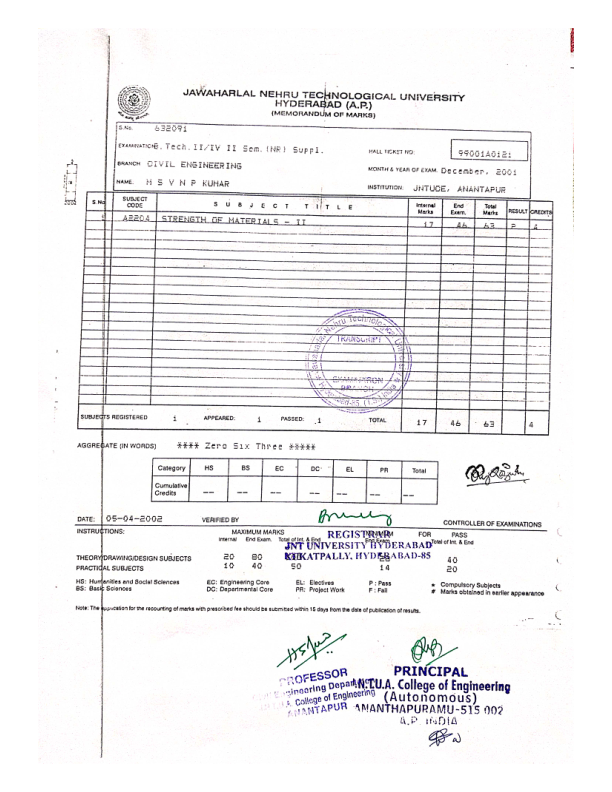 JAWAHARLAL NEHRU TECHNOLOGICAL UNIVERSITY
HYDERABAD (A.P.)
(MEMORANDUM OF MARKS)
S.No. 632091
EXAMINATION B.Tech.II/IV II Sem.(NR) Suppl. HALL TICKET NO: 99001A0121
BRANCH CIVIL ENGINEERING MONTH & YEAR OF EXAM. December, 2001
NAME. H S V N P KUMAR INSTITUTION. JNTUCE, ANANTAPUR
S. No SUBJECT CODE SUBJECT TITLE Internal Marks End Exam. Total Marks RESULT CREDITS
1 A2204 STRENGTH OF MATERIALS - II 17 46 63 P 4
TRANSCRIPT
SUBJECTS REGISTERED 1 APPEARED: 1 PASSED: 1 TOTAL 17 46 63 4
AGGREGATE (IN WORDS) **** Zero Six Three *****
Category HS BS EC DC EL PR Total
Cumulative Credits -- -- -- -- -- -- --
DATE: 05-04-2002 VERIFIED BY CONTROLLER OF EXAMINATIONS
INSTRUCTIONS: MAXIMUM MARKS REGISTRAR FOR PASS
Internal End Exam. Total of Int. & End End Exam Total of Int. & End
JNT UNIVERSITY HYDERABAD
KUKATPALLY, HYDERABAD-85
THEORY/DRAWING/DESIGN SUBJECTS 20 80 40
PRACTICAL SUBJECTS 10 40 50 14 20
HS: Humanities and Social Sciences EC: Engineering Core EL: Electives P : Pass * Compulsory Subjects
BS: Basic Sciences DC: Departmental Core PR: Project Work F : Fail # Marks obtained in earlier appearance
Note: The application for the recounting of marks with prescribed fee should be submitted within 15 days from the date of publication of results.
PROFESSOR
Engineering Department
College of Engineering
ANANTAPUR
PRINCIPAL
J.N.T.U.A. College of Engineering
(Autonomous)
ANANTHAPURAMU-515 002
A.P. INDIA